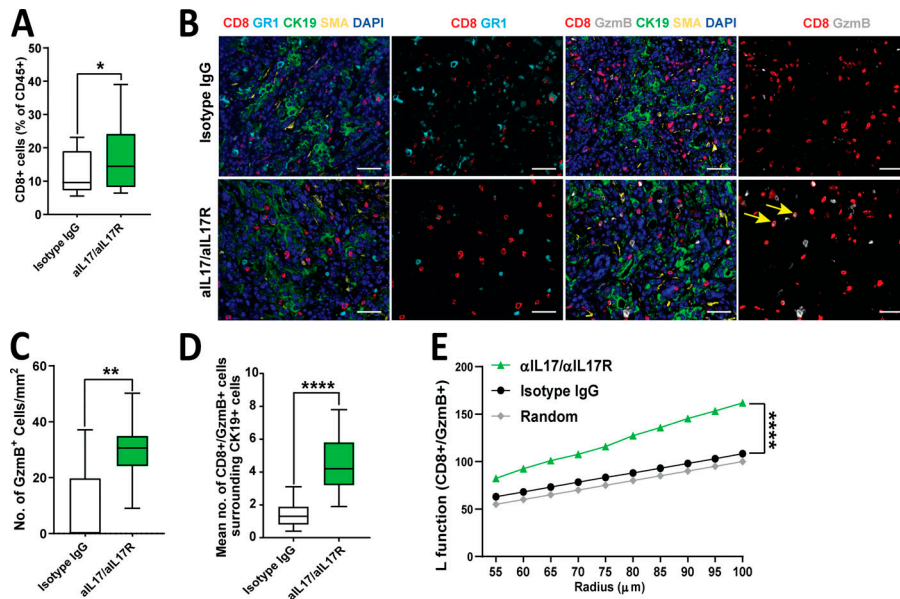 A
CD8+ cells (% of CD45+)
50
40
30
20
10
0
*
Isotype IgG
aIL17/aIL17R
B
CD8 GR1 CK19 SMA DAPI
CD8 GR1
CD8 GzmB CK19 SMA DAPI
CD8 GzmB
Isotype IgG
aIL17/aIL17R
C
No. of GzmB+ Cells/mm²
60
40
20
0
**
Isotype IgG
aIL17/aIL17R
D
Mean no. of CD8+/GzmB+ cells
surrounding CK19+ cells
10
8
6
4
2
0
****
Isotype IgG
aIL17/aIL17R
E
αIL17/αIL17R
Isotype IgG
Random
L function (CD8+/GzmB+)
200
150
100
50
0
****
55 60 65 70 75 80 85 90 95 100
Radius (μm)